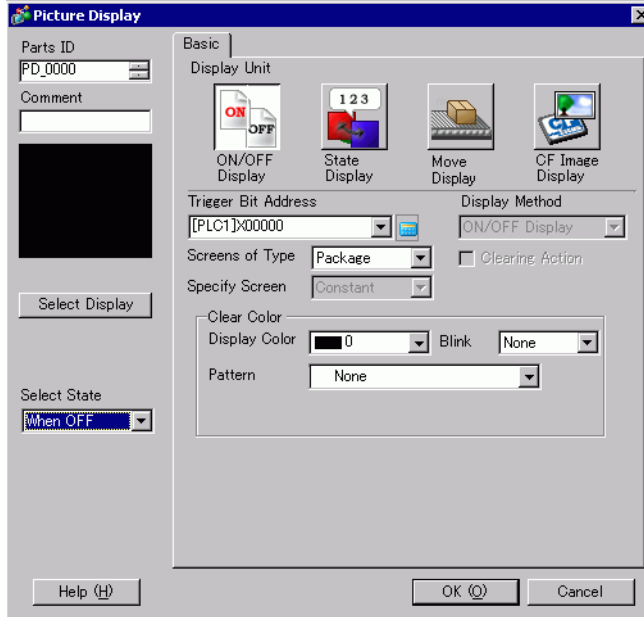 Picture Display
Parts ID
PD_0000
Comment
Select Display
Select State
When OFF
Basic
Display Unit
ON
OFF
ON/OFF
Display
123
State
Display
Move
Display
CF
CF Image
Display
Trigger Bit Address
[PLC1]X00000
Display Method
ON/OFF Display
Screens of Type
Package
Clearing Action
Specify Screen
Constant
Clear Color
Display Color
0
Blink
None
Pattern
None
Help (H)
OK (O)
Cancel